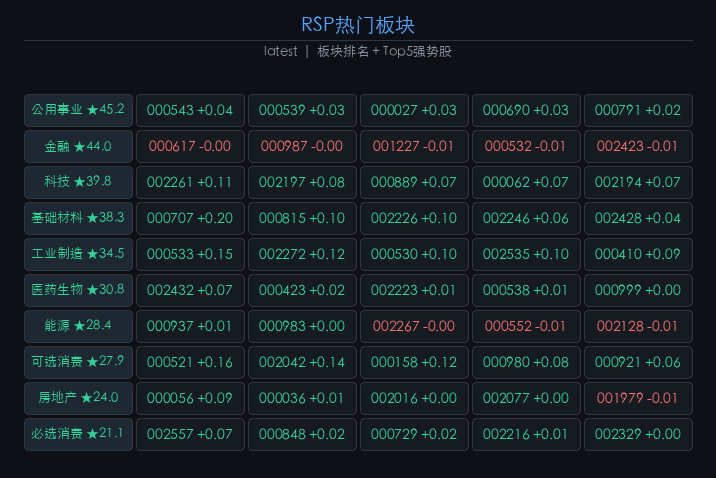 RSP热门板块
latest | 板块排名+Top5强势股
公用事业 ★45.2 000543 +0.04 000539 +0.03 000027 +0.03 000690 +0.03 000791 +0.02
金融 ★44.0 000617 -0.00 000987 -0.00 001227 -0.01 000532 -0.01 002423 -0.01
科技 ★39.8 002261 +0.11 002197 +0.08 000889 +0.07 000062 +0.07 002194 +0.07
基础材料 ★38.3 000707 +0.20 000815 +0.10 002226 +0.10 002246 +0.06 002428 +0.04
工业制造 ★34.5 000533 +0.15 002272 +0.12 000530 +0.10 002535 +0.10 000410 +0.09
医药生物 ★30.8 002432 +0.07 000423 +0.02 002223 +0.01 000538 +0.01 000999 +0.00
能源 ★28.4 000937 +0.01 000983 +0.00 002267 -0.00 000552 -0.01 002128 -0.01
可选消费 ★27.9 000521 +0.16 002042 +0.14 000158 +0.12 000980 +0.08 000921 +0.06
房地产 ★24.0 000056 +0.09 000036 +0.01 002016 +0.00 002077 +0.00 001979 -0.01
必选消费 ★21.1 002557 +0.07 000848 +0.02 000729 +0.02 002216 +0.01 002329 +0.00